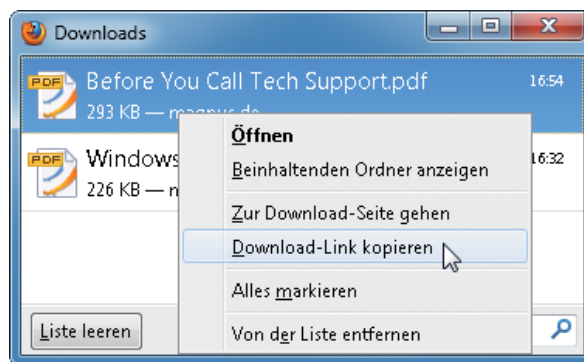 Downloads
PDF Before You Call Tech Support.pdf 16:54
293 KB — magnus.de
Öffnen
PDF Windows 16:32
Beinhaltenden Ordner anzeigen
226 KB — n
Zur Download-Seite gehen
Download-Link kopieren
Alles markieren
Liste leeren
Von der Liste entfernen